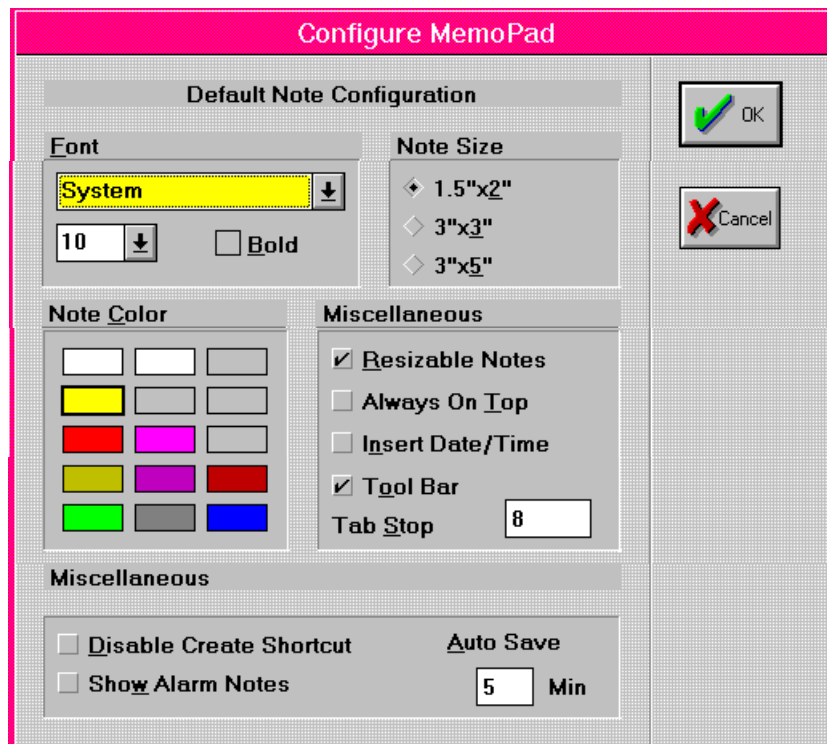 Configure MemoPad
Default Note Configuration
OK
Font
System
10
Bold
Note Size
1.5"x2"
3"x3"
3"x5"
Cancel
Note Color
Miscellaneous
Resizable Notes
Always On Top
Insert Date/Time
Tool Bar
Tab Stop
8
Miscellaneous
Disable Create Shortcut
Show Alarm Notes
Auto Save
5 Min